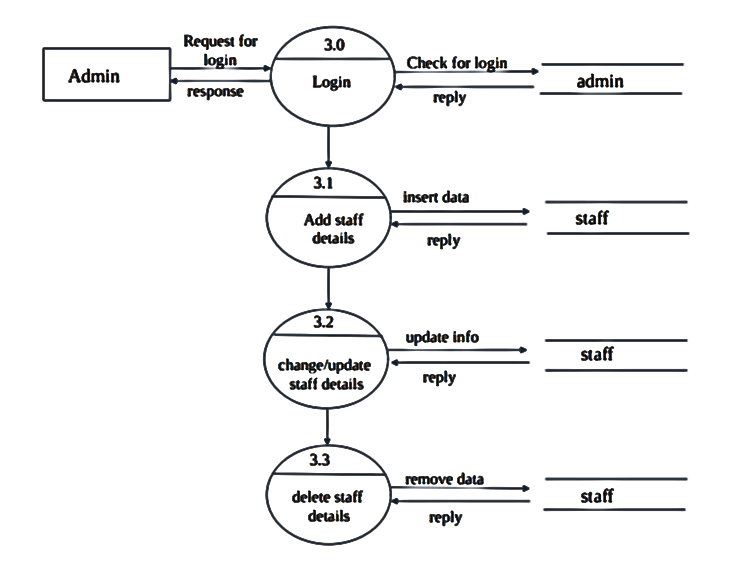 Admin
Request for
login
response
3.0
Login
Check for login
reply
admin
3.1
Add staff
details
insert data
reply
staff
3.2
change/update
staff details
update info
reply
staff
3.3
delete staff
details
remove data
reply
staff